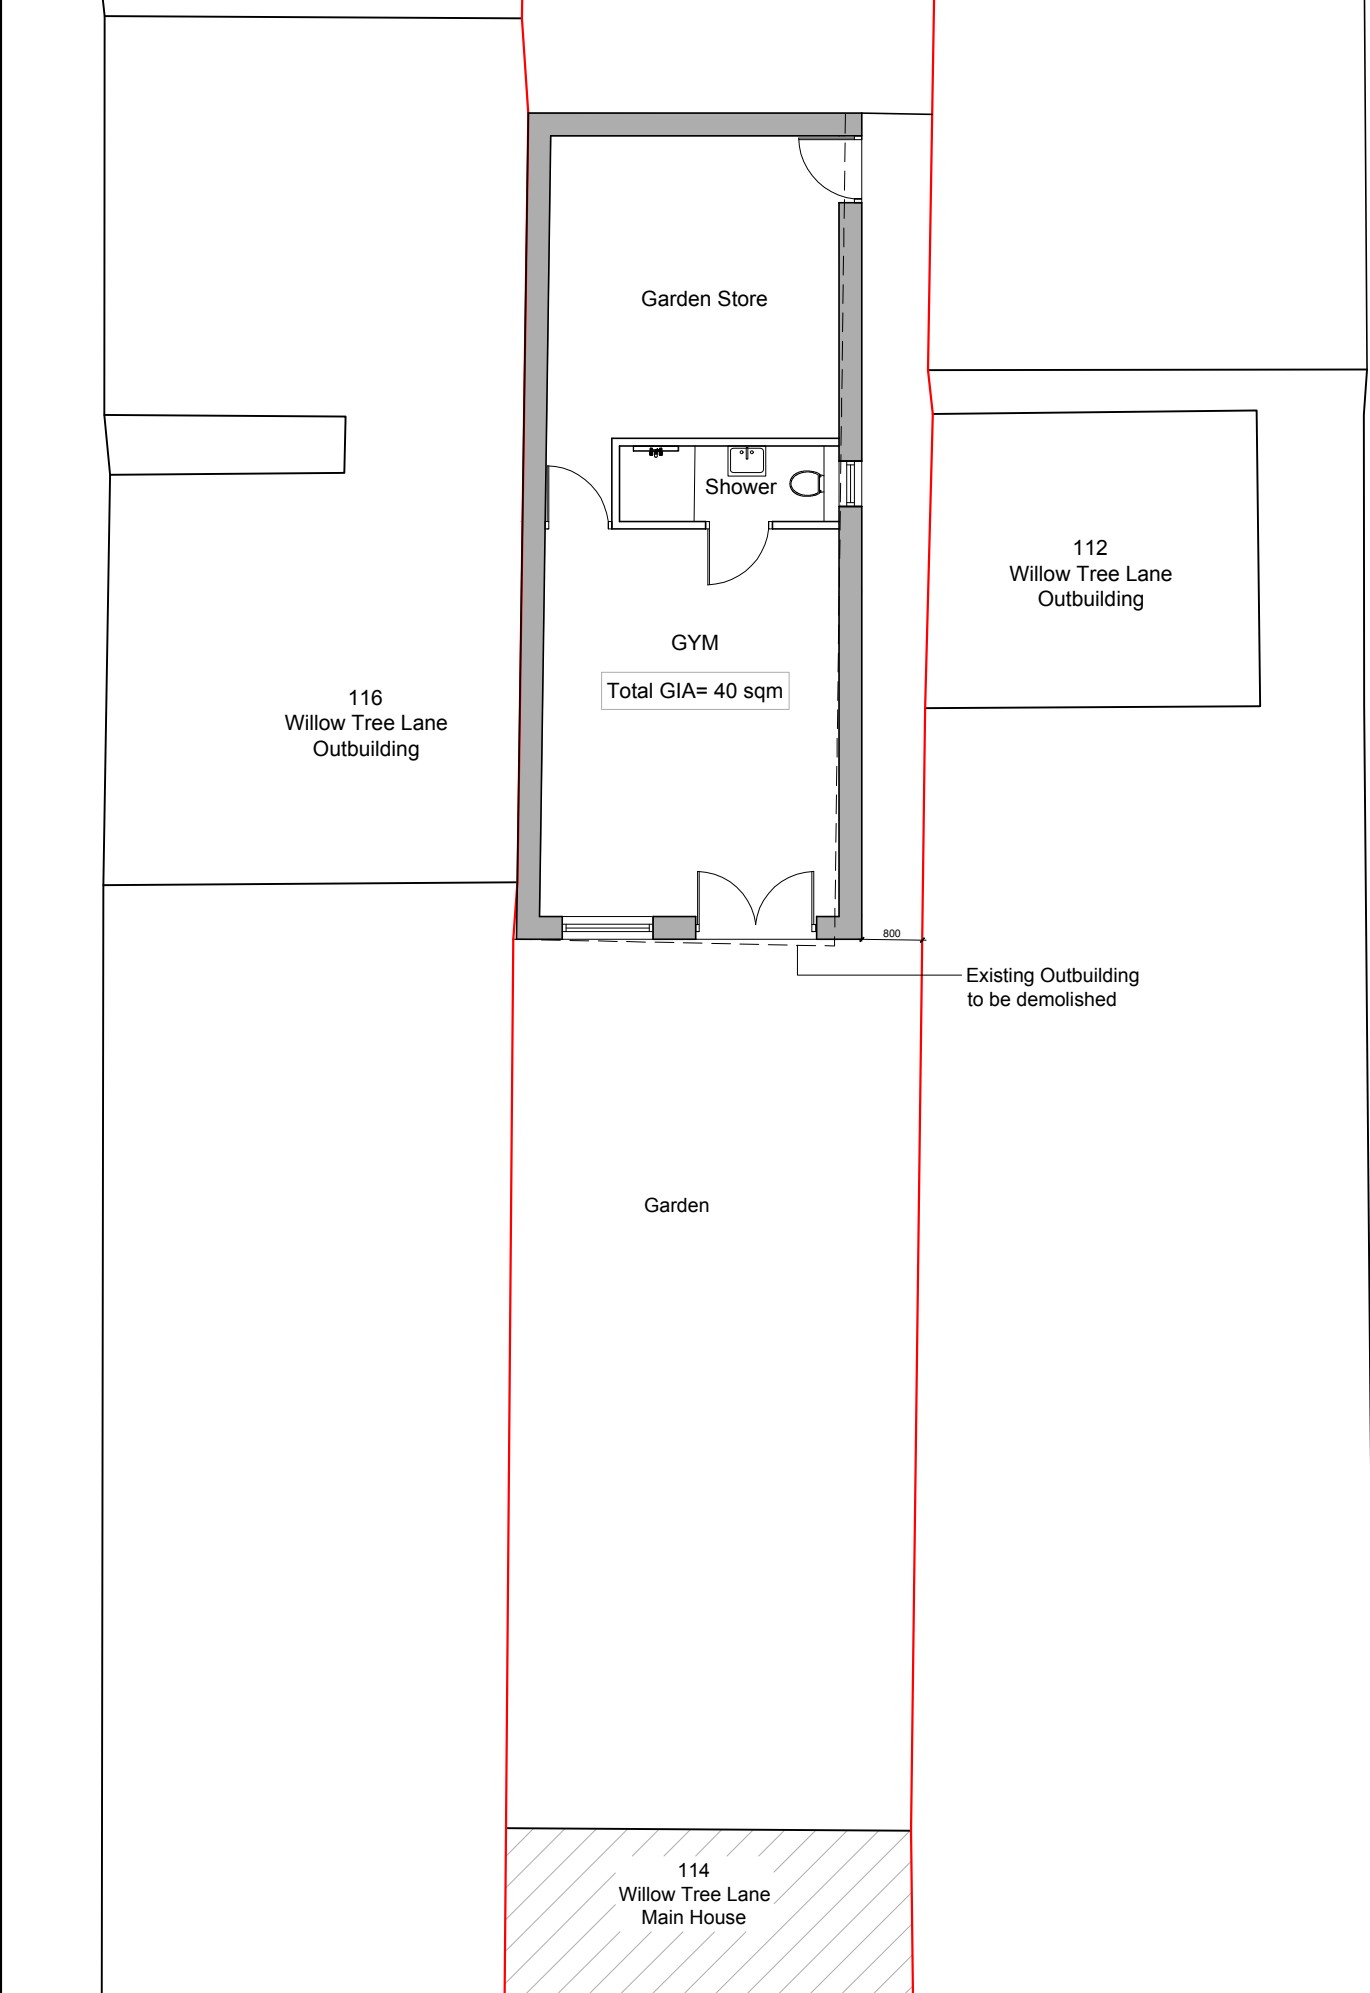 Garden Store
Shower
112
Willow Tree Lane
Outbuilding
GYM
Total GIA= 40 sqm
116
Willow Tree Lane
Outbuilding
800
Existing Outbuilding
to be demolished
Garden
114
Willow Tree Lane
Main House